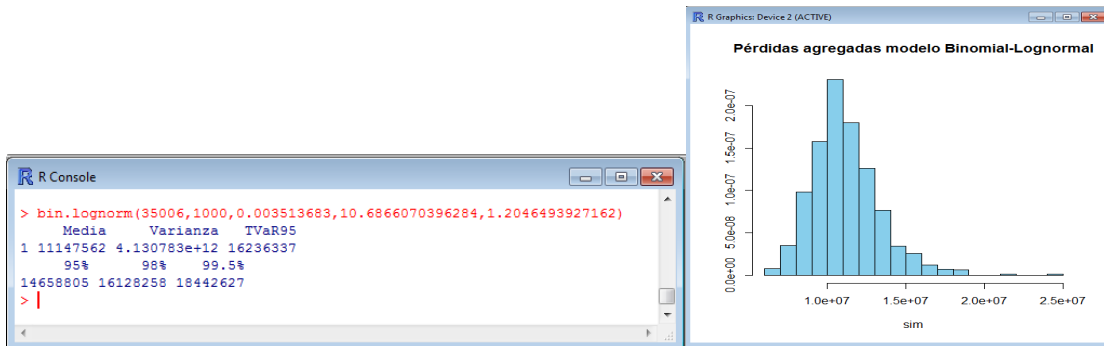 R Graphics: Device 2 (ACTIVE)
Pérdidas agregadas modelo Binomial-Lognormal
2.0e-07
1.5e-07
1.0e-07
5.0e-08
0.0e+00
1.0e+07 1.5e+07 2.0e+07 2.5e+07
sim
R Console
> bin.lognorm(35006,1000,0.003513683,10.6866070396284,1.2046493927162)
Media Varianza TVaR95
1 11147562 4.130783e+12 16236337
95% 98% 99.5%
14658805 16128258 18442627
>